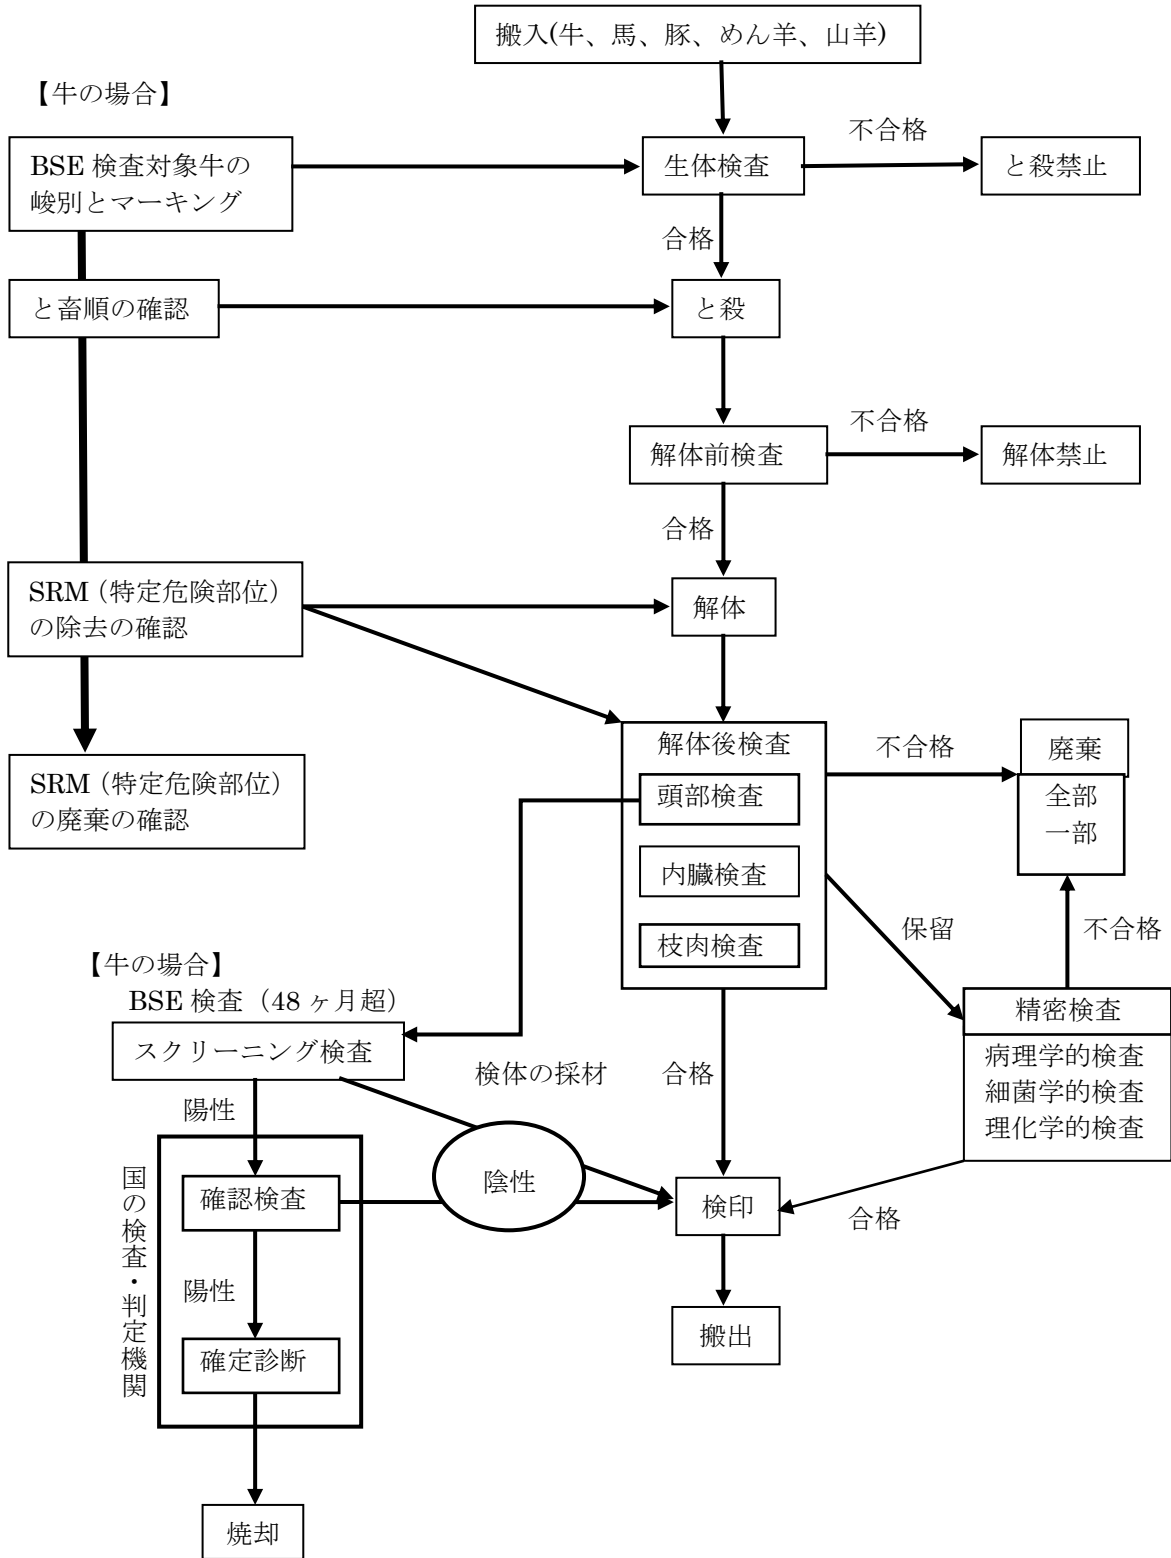 搬入(牛、馬、豚、めん羊、山羊)
【牛の場合】
BSE 検査対象牛の
峻別とマーキング
生体検査
不合格
と殺禁止
合格
と畜順の確認
と殺
解体前検査
不合格
解体禁止
合格
SRM（特定危険部位）
の除去の確認
解体
SRM（特定危険部位）
の廃棄の確認
解体後検査
頭部検査
内臓検査
枝肉検査
不合格
廃棄
全部
一部
保留
不合格
精密検査
病理学的検査
細菌学的検査
理化学的検査
【牛の場合】
BSE 検査（48 ヶ月超）
スクリーニング検査
検体の採材
合格
陽性
国の検査・判定機関
確認検査
陰性
検印
合格
陽性
確定診断
搬出
焼却